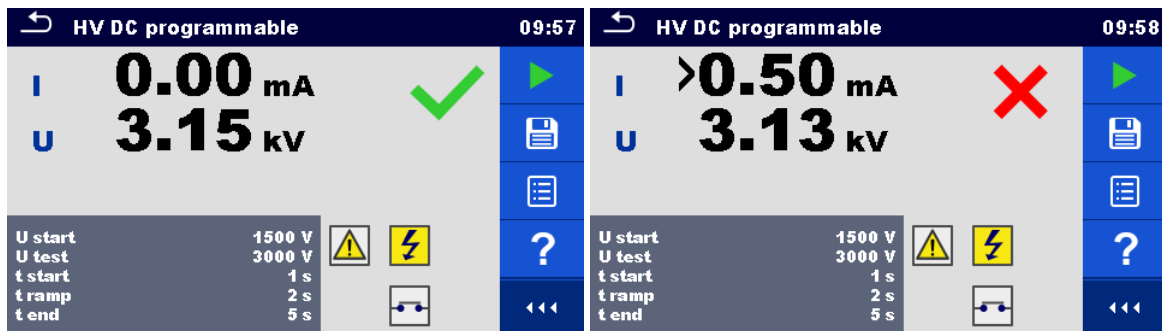 HV DC programmable 09:57
I 0.00 mA
U 3.15 kV
U start 1500 V
U test 3000 V
t start 1 s
t ramp 2 s
t end 5 s
?
HV DC programmable 09:58
I >0.50 mA
U 3.13 kV
U start 1500 V
U test 3000 V
t start 1 s
t ramp 2 s
t end 5 s
?